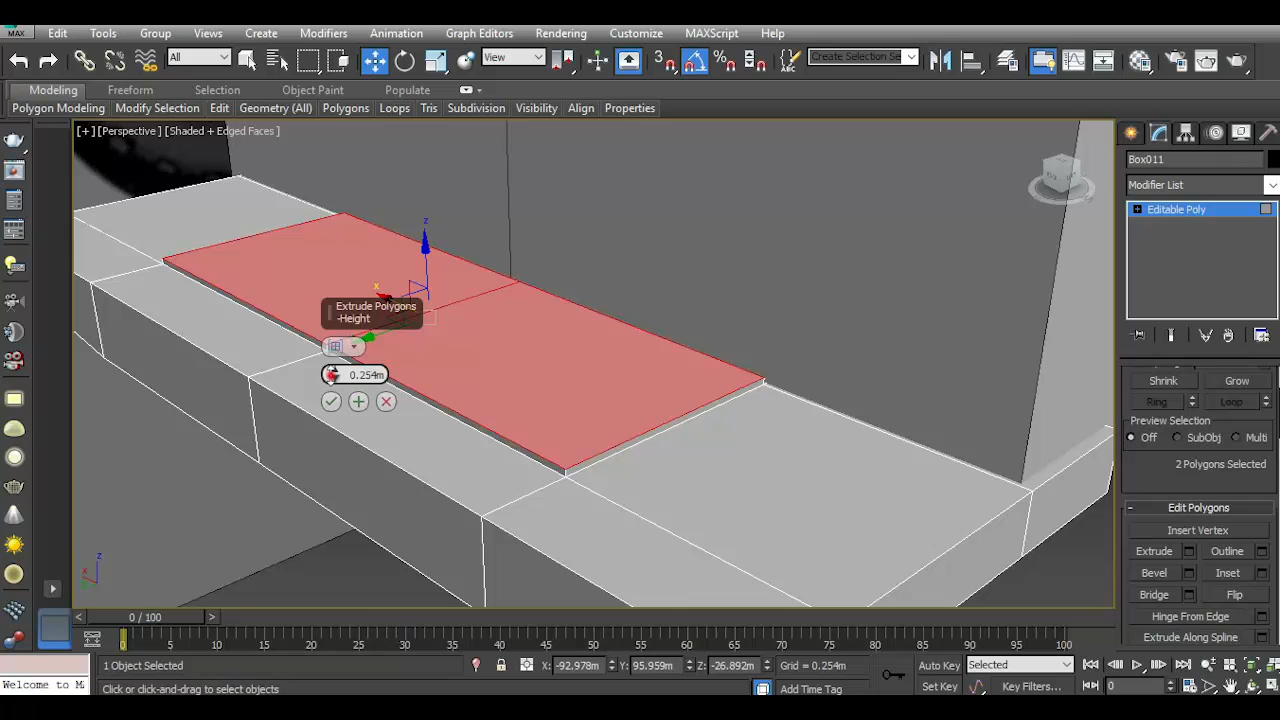 MAX Edit Tools Group Views Create Modifiers Animation Graph Editors Rendering Customize MAXScript Help
All View Create Selection Se
Modeling Freeform Selection Object Paint Populate
Polygon Modeling Modify Selection Edit Geometry (All) Polygons Loops Tris Subdivision Visibility Align Properties
[+] [Perspective] [Shaded + Edged Faces]
Box011
Modifier List
Editable Poly
z
x
Extrude Polygons
-Height
0.254m
Shrink Grow
Ring Loop
Preview Selection
Off SubObj Multi
2 Polygons Selected
Edit Polygons
Insert Vertex
Extrude Outline
Bevel Inset
Bridge Flip
Hinge From Edge
Extrude Along Spline
z
x
< 0 / 100 >
0 5 10 15 20 25 30 35 40 45 50 55 60 65 70 75 80 85 90 95 100
1 Object Selected X: -92.978m Y: 95.959m Z: -26.892m Grid = 0.254m Auto Key Selected
Welcome to M Click or click-and-drag to select objects Add Time Tag Set Key Key Filters... 0